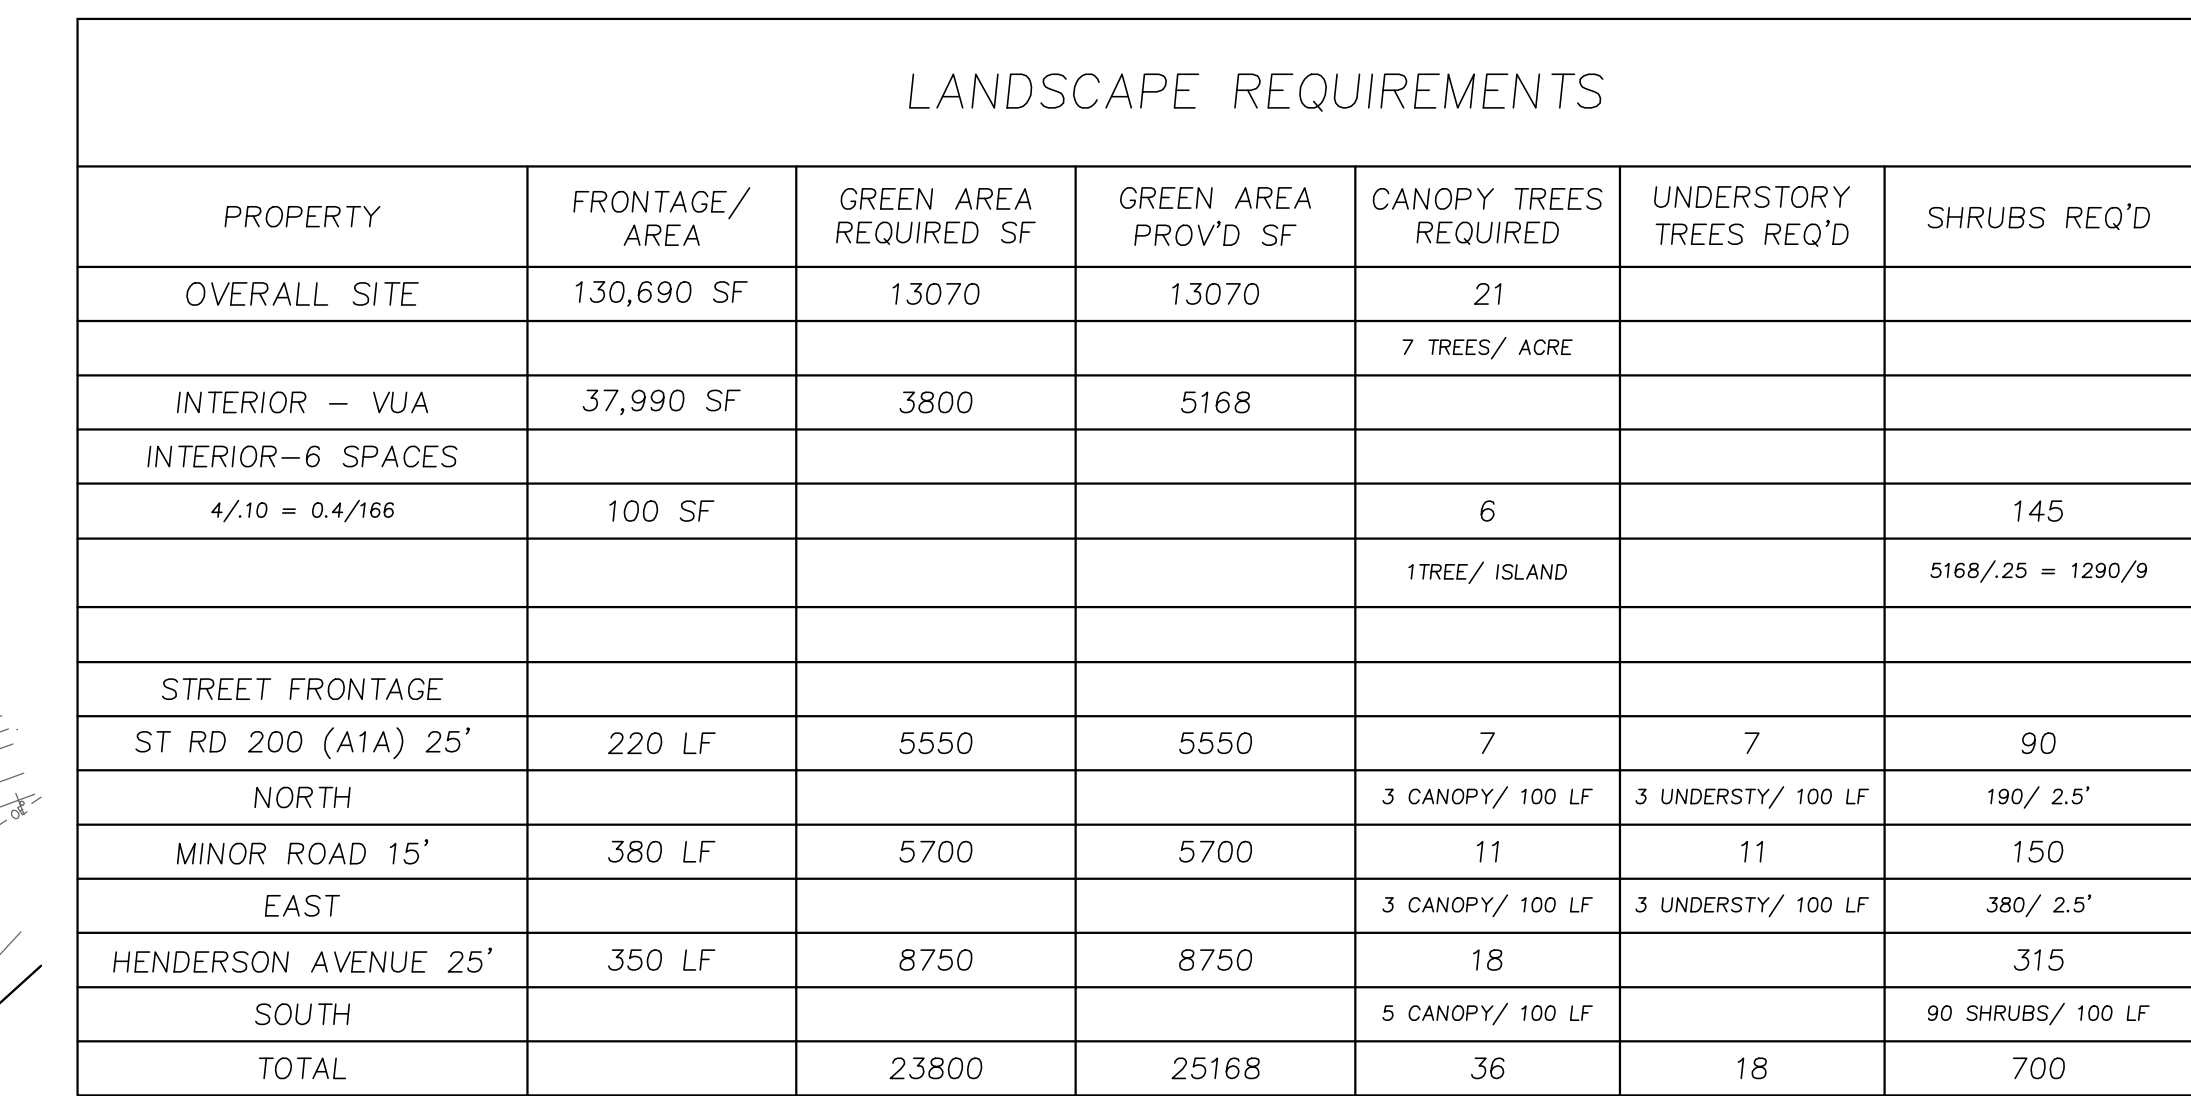 LANDSCAPE REQUIREMENTS
PROPERTY
FRONTAGE/
AREA
GREEN AREA
REQUIRED SF
GREEN AREA
PROV'D SF
CANOPY TREES
REQUIRED
UNDERSTORY
TREES REQ'D
SHRUBS REQ'D
OVERALL SITE 130,690 SF 13070 13070 21
7 TREES/ ACRE
INTERIOR - VUA 37,990 SF 3800 5168
INTERIOR-6 SPACES
4/.10 = 0.4/166 100 SF 6 145
1TREE/ ISLAND 5168/.25 = 1290/9
STREET FRONTAGE
ST RD 200 (A1A) 25' 220 LF 5550 5550 7 7 90
NORTH 3 CANOPY/ 100 LF 3 UNDERSTY/ 100 LF 190/ 2.5'
MINOR ROAD 15' 380 LF 5700 5700 11 11 150
EAST 3 CANOPY/ 100 LF 3 UNDERSTY/ 100 LF 380/ 2.5'
HENDERSON AVENUE 25' 350 LF 8750 8750 18 315
SOUTH 5 CANOPY/ 100 LF 90 SHRUBS/ 100 LF
TOTAL 23800 25168 36 18 700